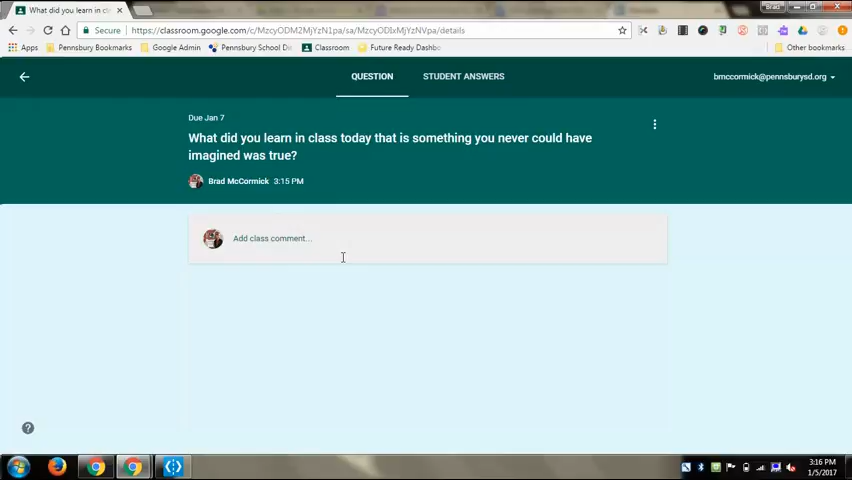 What did you learn in cl
Brad
Secure
https://classroom.google.com/c/MzcyODM2MjYzN1pa/sa/MzcyODIxMjYzNVpa/details
Apps
Pennsbury Bookmarks
Google Admin
Pennsbury School Di
Classroom
Future Ready Dashbo
Other bookmarks
QUESTION
STUDENT ANSWERS
bmccormick@pennsburysd.org
Due Jan 7
What did you learn in class today that is something you never could have
imagined was true?
Brad McCormick 3:15 PM
Add class comment...
3:16 PM
1/5/2017